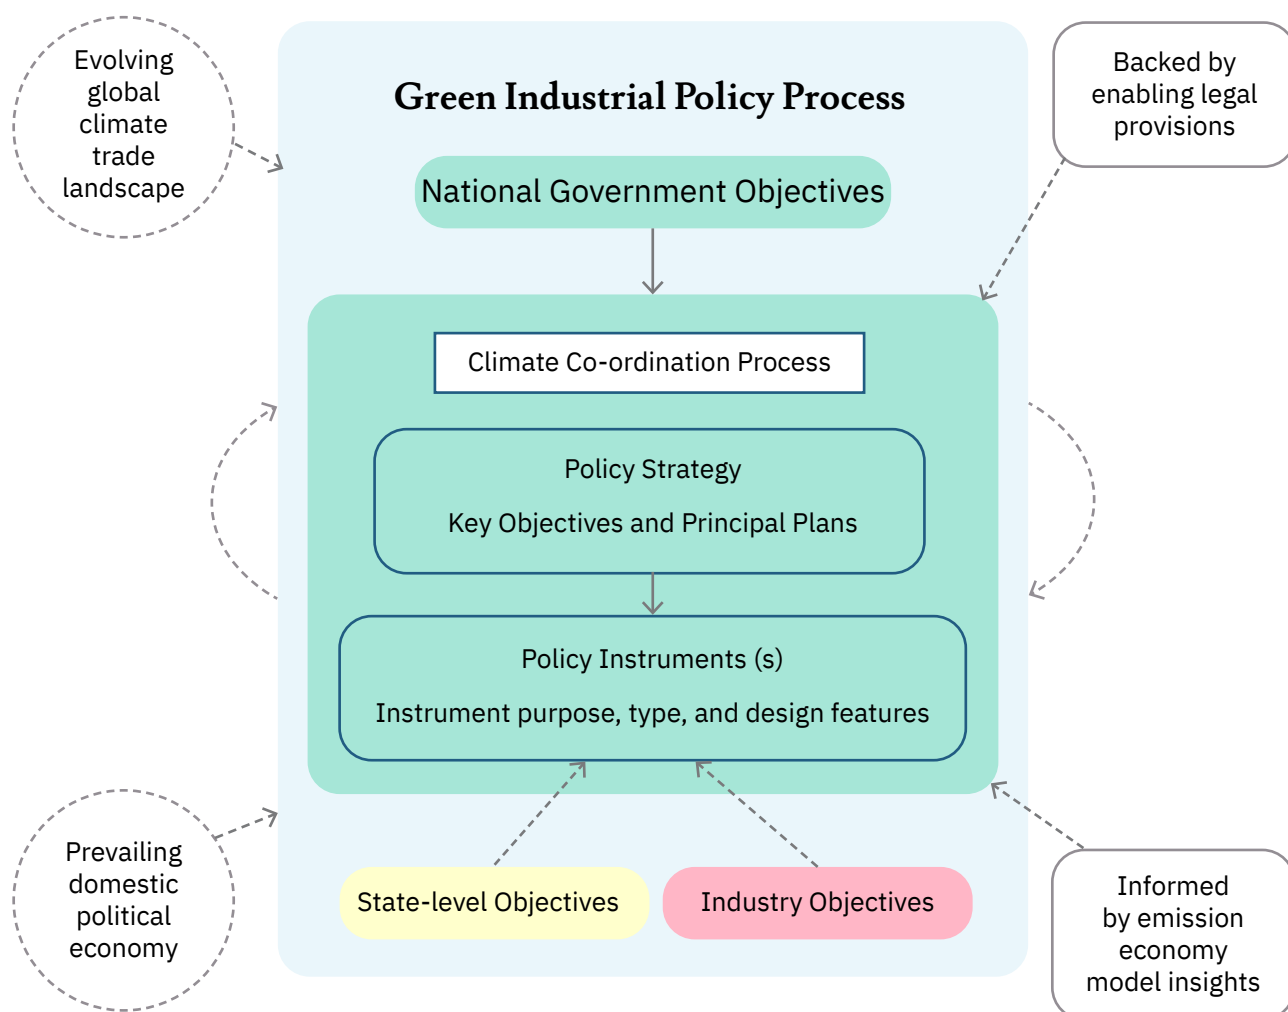 Evolving
global
climate
trade
landscape
Green Industrial Policy Process
Backed by
enabling legal
provisions
National Government Objectives
Climate Co-ordination Process
Policy Strategy
Key Objectives and Principal Plans
Policy Instruments (s)
Instrument purpose, type, and design features
Prevailing
domestic
political
economy
State-level Objectives
Industry Objectives
Informed
by emission
economy
model insights